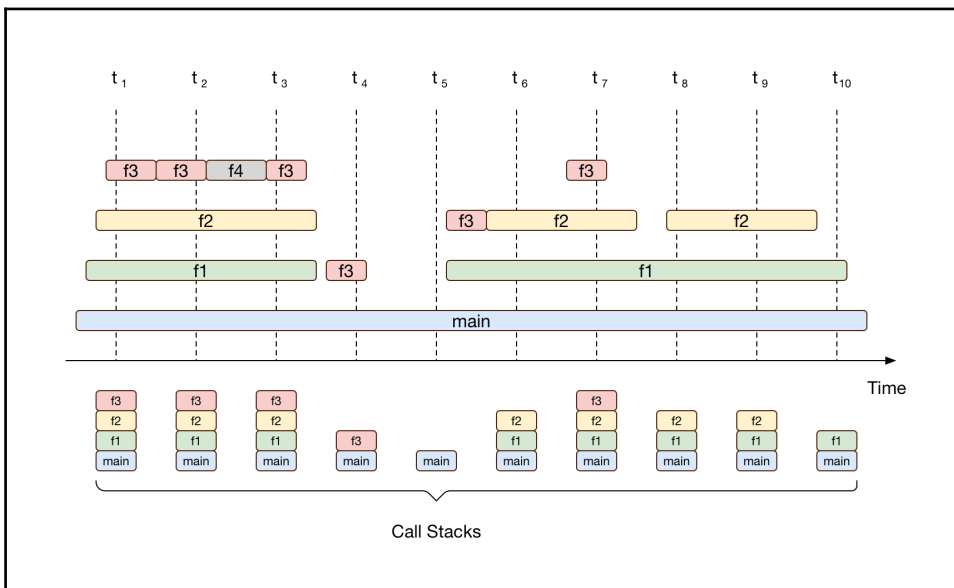 t1 t2 t3 t4 t5 t6 t7 t8 t9 t10
f3 f3 f4 f3 f3
f2 f3 f2 f2
f1 f3 f1
main
Time
f3 f3 f3 f3
f2 f2 f2 f2 f2 f2 f2
f1 f1 f1 f3 f1 f1 f1 f1 f1
main main main main main main main main main main
Call Stacks